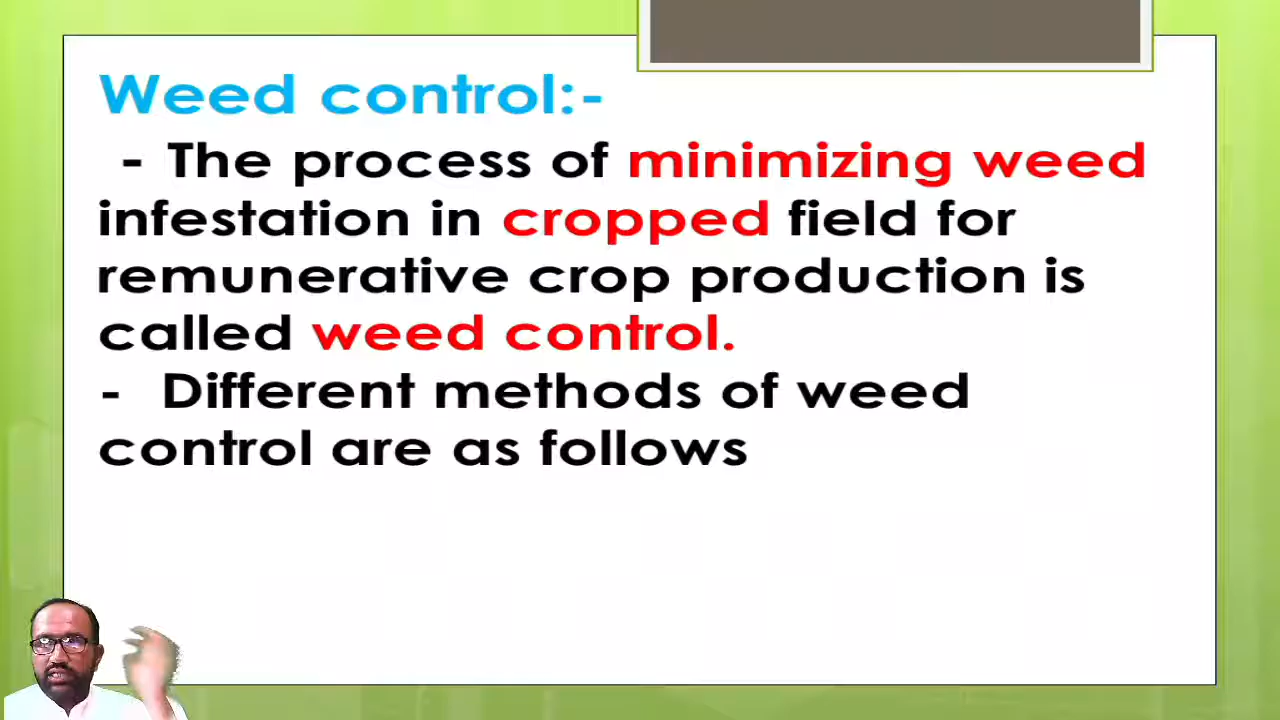 Weed control:-
- The process of minimizing weed
infestation in cropped field for
remunerative crop production is
called weed control.
- Different methods of weed
control are as follows